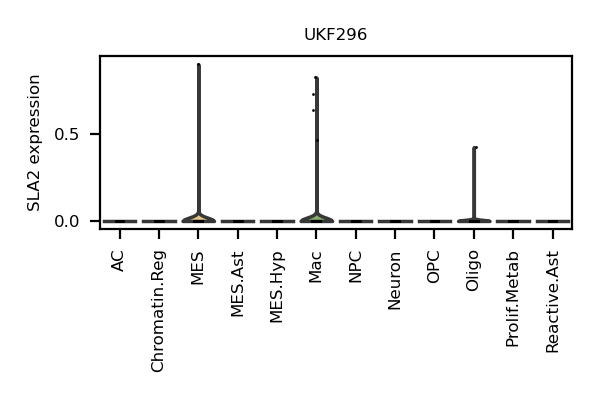 UKF296
SLA2 expression
0.5
0.0
AC
Chromatin.Reg
MES
MES.Ast
MES.Hyp
Mac
NPC
Neuron
OPC
Oligo
Prolif.Metab
Reactive.Ast